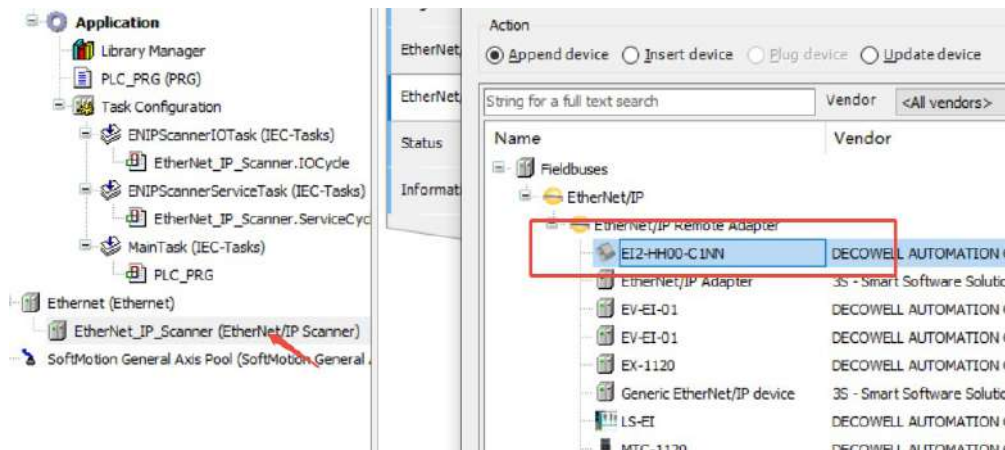 Application
Library Manager
PLC_PRG (PRG)
Task Configuration
ENIPScannerIOTask (IEC-Tasks)
EtherNet_IP_Scanner.IOCycle
ENIPScannerServiceTask (IEC-Tasks)
EtherNet_IP_Scanner.ServiceCyc
MainTask (IEC-Tasks)
PLC_PRG
Ethernet (Ethernet)
EtherNet_IP_Scanner (EtherNet/IP Scanner)
SoftMotion General Axis Pool (SoftMotion General
EtherNet
EtherNet
Status
Informat
Action
Append device Insert device Plug device Update device
String for a full text search Vendor <All vendors>
Name Vendor
Fieldbuses
EtherNet/IP
EtherNet/IP Remote Adapter
EI2-HH00-C1NN DECOWELL AUTOMATION
EtherNet/IP Adapter 3S - Smart Software Solutio
EV-EI-01 DECOWELL AUTOMATION
EV-EI-01 DECOWELL AUTOMATION
EX-1120 DECOWELL AUTOMATION
Generic EtherNet/IP device 3S - Smart Software Solutio
LS-EI DECOWELL AUTOMATION
MTC-1120 DECOWELL AUTOMATION